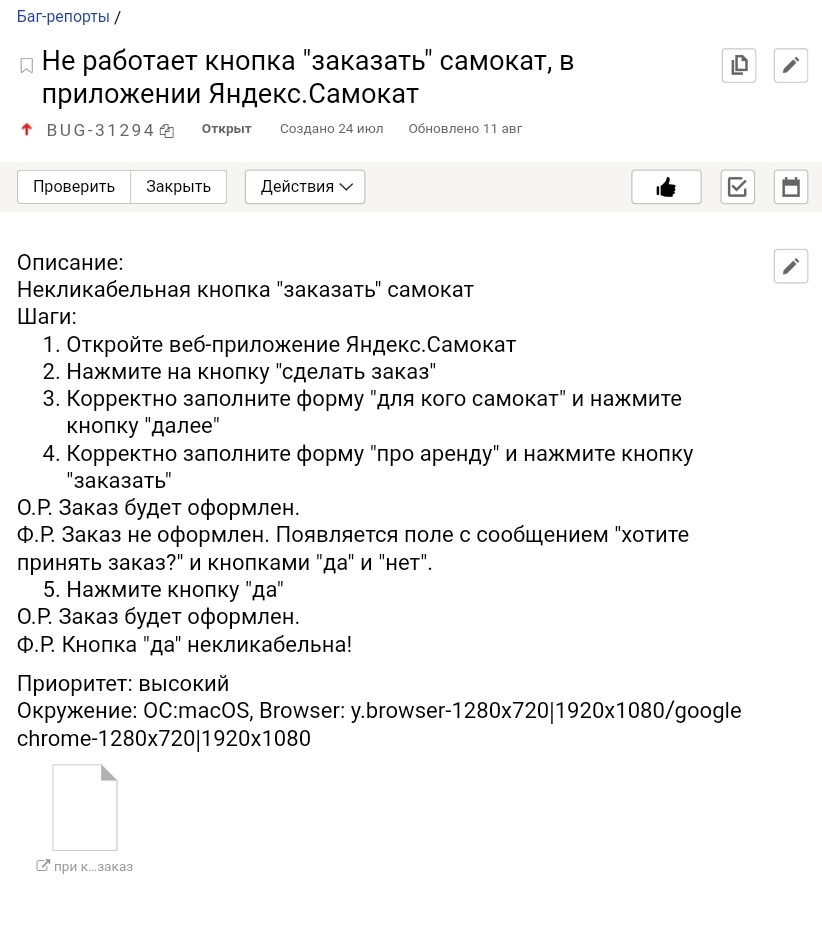 Баг-репорты /
Не работает кнопка "заказать" самокат, в
приложении Яндекс.Самокат
BUG-31294 Открыт Создано 24 июл Обновлено 11 авг
Проверить Закрыть Действия
Описание:
Некликабельная кнопка "заказать" самокат
Шаги:
1. Откройте веб-приложение Яндекс.Самокат
2. Нажмите на кнопку "сделать заказ"
3. Корректно заполните форму "для кого самокат" и нажмите
кнопку "далее"
4. Корректно заполните форму "про аренду" и нажмите кнопку
"заказать"
О.Р. Заказ будет оформлен.
Ф.Р. Заказ не оформлен. Появляется поле с сообщением "хотите
принять заказ?" и кнопками "да" и "нет".
5. Нажмите кнопку "да"
О.Р. Заказ будет оформлен.
Ф.Р. Кнопка "да" некликабельна!
Приоритет: высокий
Окружение: ОС:macOS, Browser: y.browser-1280x720|1920x1080/google
chrome-1280x720|1920x1080
при к...заказ